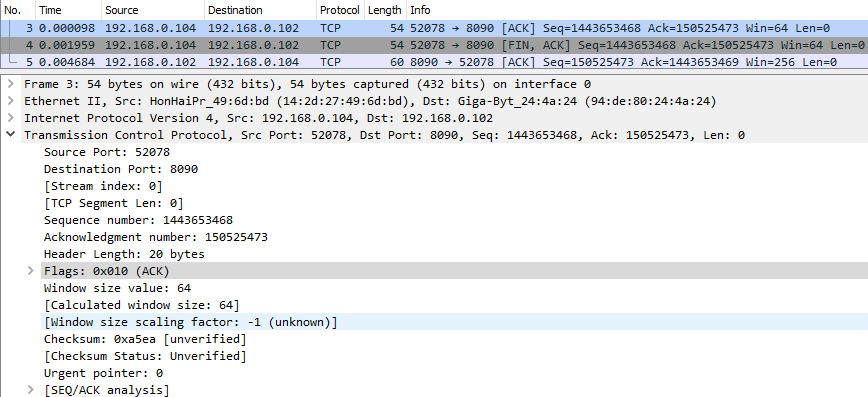 No. Time Source Destination Protocol Length Info
3 0.000098 192.168.0.104 192.168.0.102 TCP 54 52078 → 8090 [ACK] Seq=1443653468 Ack=150525473 Win=64 Len=0
4 0.001959 192.168.0.104 192.168.0.102 TCP 54 52078 → 8090 [FIN, ACK] Seq=1443653468 Ack=150525473 Win=64 Len=0
5 0.004684 192.168.0.102 192.168.0.104 TCP 60 8090 → 52078 [ACK] Seq=150525473 Ack=1443653469 Win=256 Len=0
Frame 3: 54 bytes on wire (432 bits), 54 bytes captured (432 bits) on interface 0
Ethernet II, Src: HonHaiPr_49:6d:bd (14:2d:27:49:6d:bd), Dst: Giga-Byt_24:4a:24 (94:de:80:24:4a:24)
Internet Protocol Version 4, Src: 192.168.0.104, Dst: 192.168.0.102
Transmission Control Protocol, Src Port: 52078, Dst Port: 8090, Seq: 1443653468, Ack: 150525473, Len: 0
Source Port: 52078
Destination Port: 8090
[Stream index: 0]
[TCP Segment Len: 0]
Sequence number: 1443653468
Acknowledgment number: 150525473
Header Length: 20 bytes
Flags: 0x010 (ACK)
Window size value: 64
[Calculated window size: 64]
[Window size scaling factor: -1 (unknown)]
Checksum: 0xa5ea [unverified]
[Checksum Status: Unverified]
Urgent pointer: 0
[SEQ/ACK analysis]